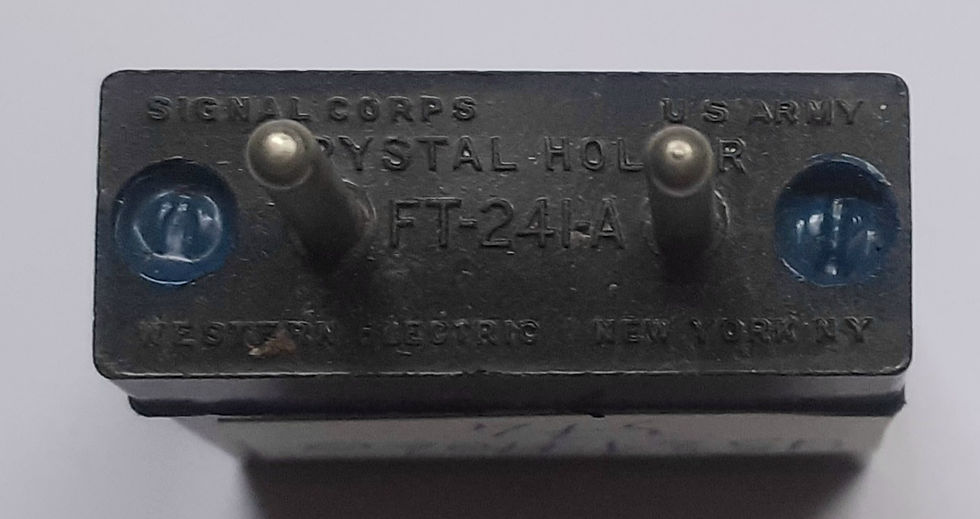 SIGNAL CORPS U S ARMY
CRYSTAL HOLDER
FT-241-A
WESTERN ELECTRIC NEW YORK N Y